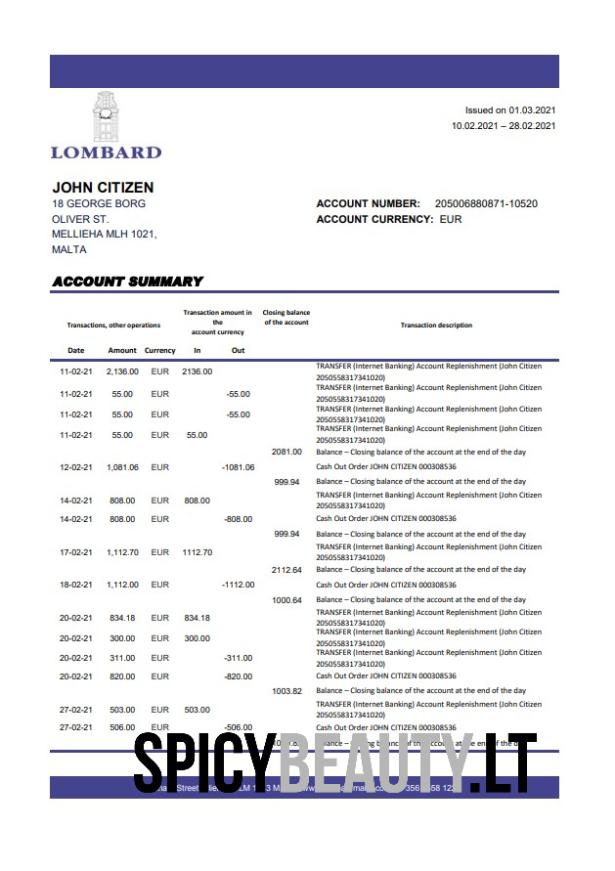 Issued on 01.03.2021
10.02.2021 – 28.02.2021
LOMBARD
JOHN CITIZEN
18 GEORGE BORG
OLIVER ST.
MELLIEHA MLH 1021,
MALTA
ACCOUNT NUMBER: 205006880871-10520
ACCOUNT CURRENCY: EUR
ACCOUNT SUMMARY
Transactions, other operations
Transaction amount in
the
account currency
Closing balance
of the account
Transaction description
Date Amount Currency In Out
11-02-21 2,136.00 EUR 2136.00 TRANSFER (Internet Banking) Account Replenishment (John Citizen
2050558317341020)
11-02-21 55.00 EUR -55.00 TRANSFER (Internet Banking) Account Replenishment (John Citizen
2050558317341020)
11-02-21 55.00 EUR -55.00 TRANSFER (Internet Banking) Account Replenishment (John Citizen
2050558317341020)
11-02-21 55.00 EUR 55.00 TRANSFER (Internet Banking) Account Replenishment (John Citizen
2050558317341020)
2081.00 Balance – Closing balance of the account at the end of the day
12-02-21 1,081.06 EUR -1081.06 Cash Out Order JOHN CITIZEN 000308536
999.94 Balance – Closing balance of the account at the end of the day
14-02-21 808.00 EUR 808.00 TRANSFER (Internet Banking) Account Replenishment (John Citizen
2050558317341020)
14-02-21 808.00 EUR -808.00 Cash Out Order JOHN CITIZEN 000308536
999.94 Balance – Closing balance of the account at the end of the day
17-02-21 1,112.70 EUR 1112.70 TRANSFER (Internet Banking) Account Replenishment (John Citizen
2050558317341020)
2112.64 Balance – Closing balance of the account at the end of the day
18-02-21 1,112.00 EUR -1112.00 Cash Out Order JOHN CITIZEN 000308536
1000.64 Balance – Closing balance of the account at the end of the day
20-02-21 834.18 EUR 834.18 TRANSFER (Internet Banking) Account Replenishment (John Citizen
2050558317341020)
20-02-21 300.00 EUR 300.00 TRANSFER (Internet Banking) Account Replenishment (John Citizen
2050558317341020)
20-02-21 311.00 EUR -311.00 TRANSFER (Internet Banking) Account Replenishment (John Citizen
2050558317341020)
20-02-21 820.00 EUR -820.00 Cash Out Order JOHN CITIZEN 000308536
1003.82 Balance – Closing balance of the account at the end of the day
27-02-21 503.00 EUR 503.00 TRANSFER (Internet Banking) Account Replenishment (John Citizen
2050558317341020)
27-02-21 506.00 EUR -506.00 Cash Out Order JOHN CITIZEN 000308536
of the account at the end of the
SPICYBEAUTY.LT
Street